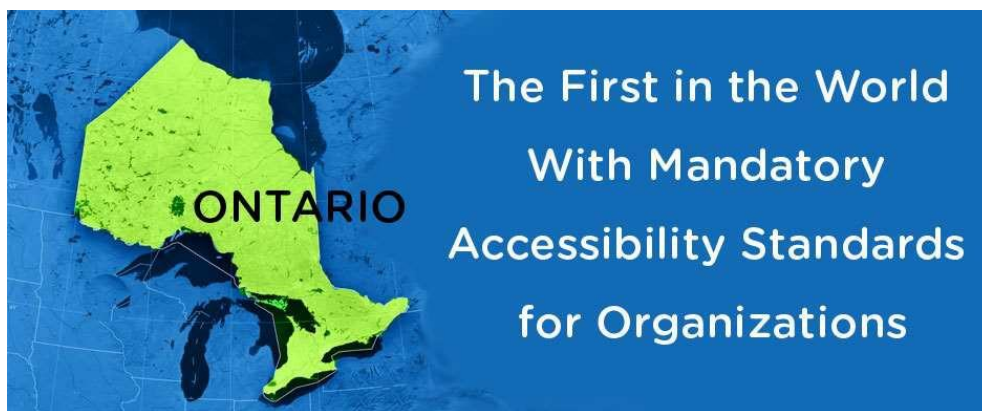 ONTARIO
The First in the World
With Mandatory
Accessibility Standards
for Organizations